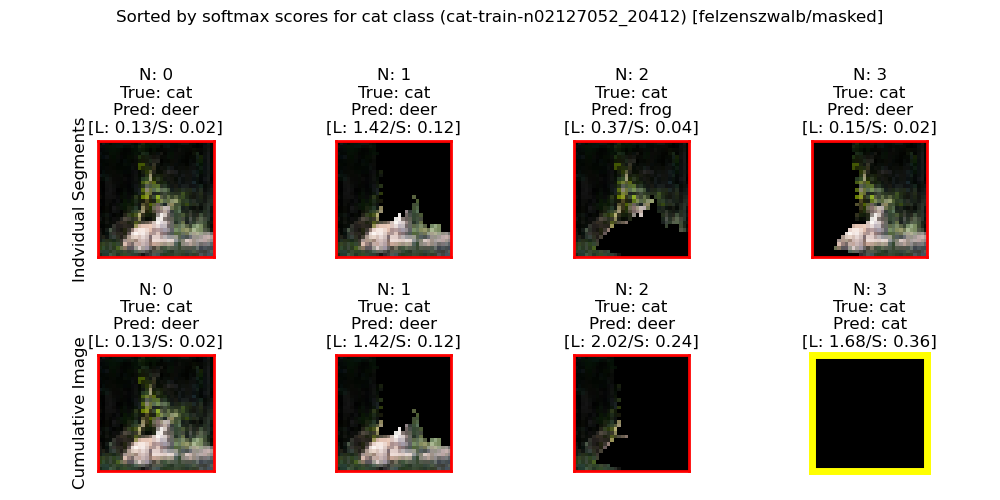 Sorted by softmax scores for cat class (cat-train-n02127052_20412) [felzenszwalb/masked]
Indvidual Segments
N: 0
True: cat
Pred: deer
[L: 0.13/S: 0.02]
N: 1
True: cat
Pred: deer
[L: 1.42/S: 0.12]
N: 2
True: cat
Pred: frog
[L: 0.37/S: 0.04]
N: 3
True: cat
Pred: deer
[L: 0.15/S: 0.02]
Cumulative Image
N: 0
True: cat
Pred: deer
[L: 0.13/S: 0.02]
N: 1
True: cat
Pred: deer
[L: 1.42/S: 0.12]
N: 2
True: cat
Pred: deer
[L: 2.02/S: 0.24]
N: 3
True: cat
Pred: cat
[L: 1.68/S: 0.36]